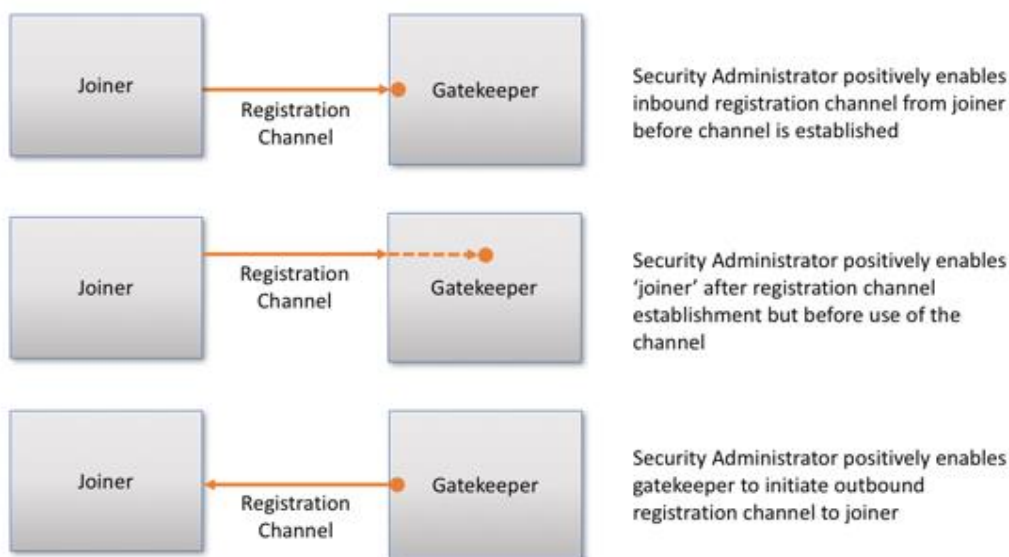 Joiner
Registration
Channel
Gatekeeper
Security Administrator positively enables
inbound registration channel from joiner
before channel is established
Joiner
Registration
Channel
Gatekeeper
Security Administrator positively enables
‘joiner’ after registration channel
establishment but before use of the
channel
Joiner
Registration
Channel
Gatekeeper
Security Administrator positively enables
gatekeeper to initiate outbound
registration channel to joiner